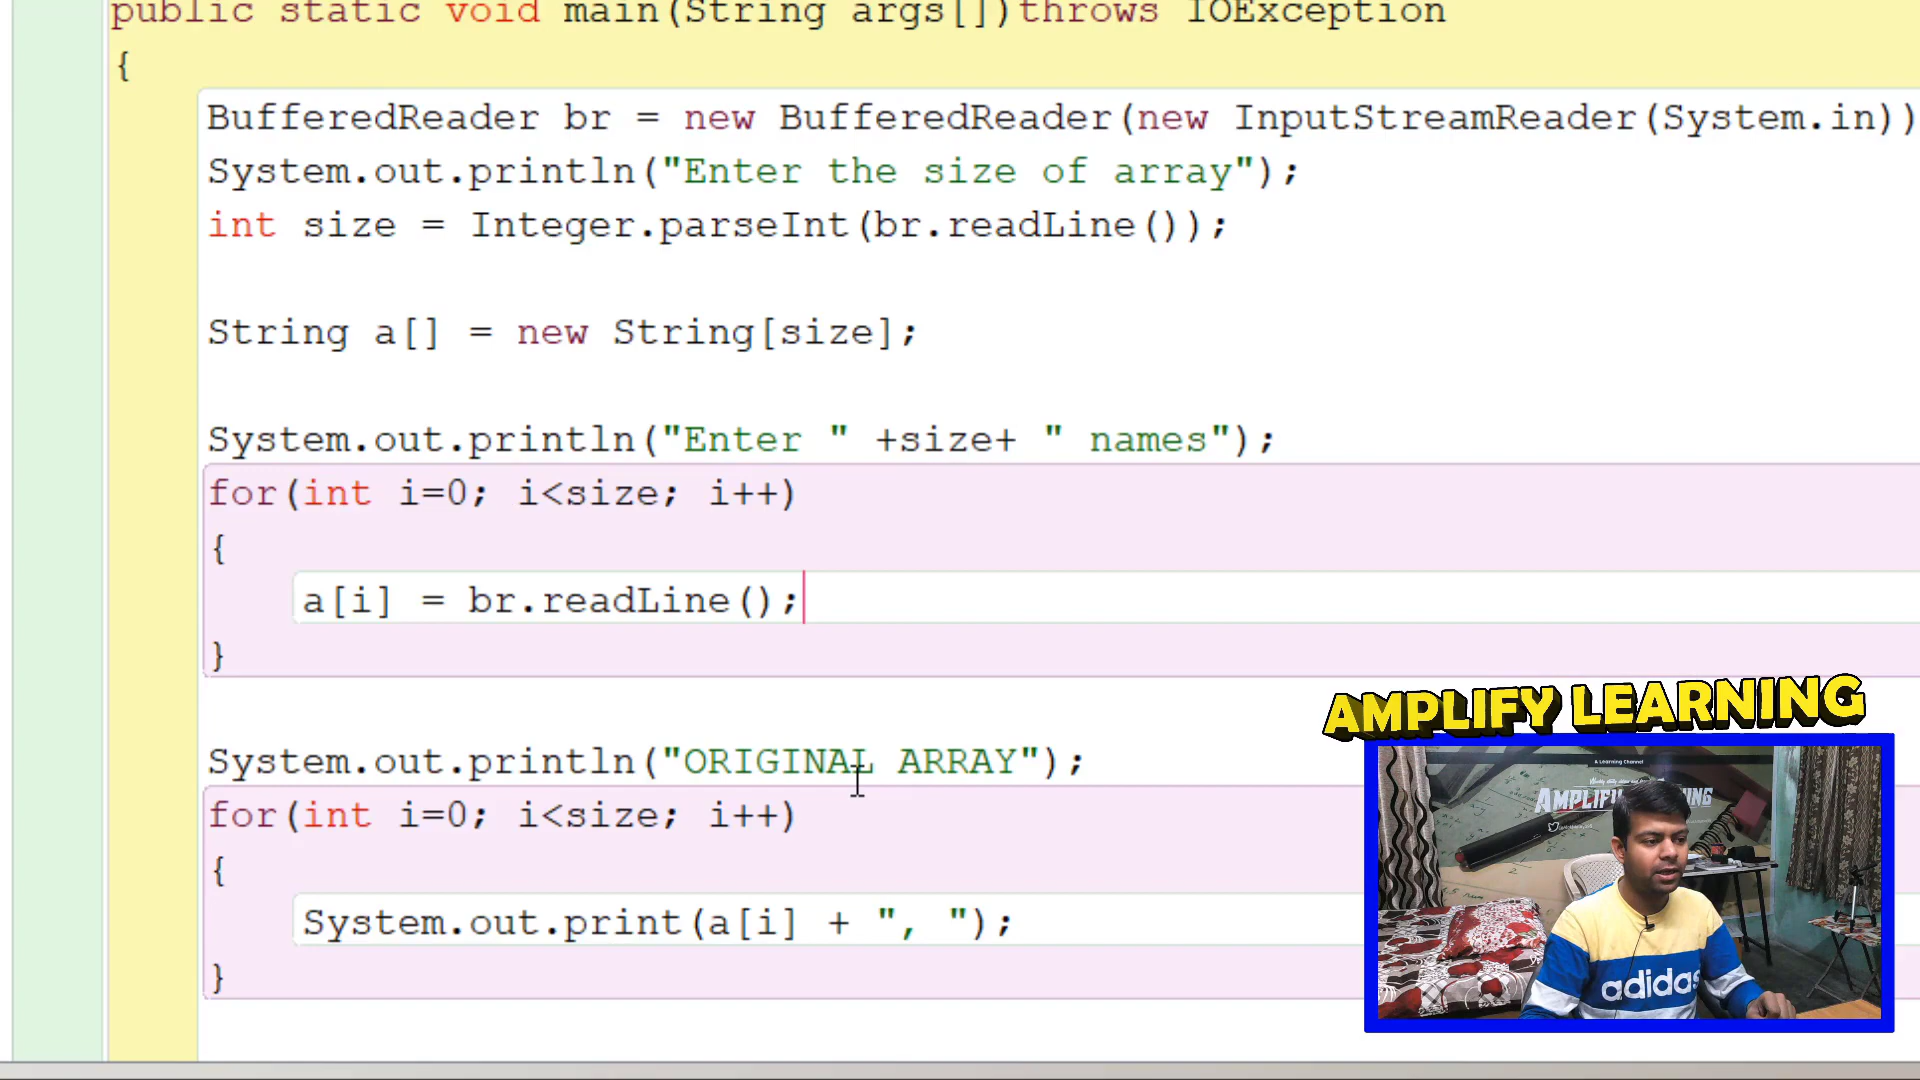 public static void main(String args[])throws IOException
{
BufferedReader br = new BufferedReader(new InputStreamReader(System.in))
System.out.println("Enter the size of array");
int size = Integer.parseInt(br.readLine());
String a[] = new String[size];
System.out.println("Enter " +size+ " names");
for(int i=0; i<size; i++)
{
a[i] = br.readLine();
}
System.out.println("ORIGINAL ARRAY");
for(int i=0; i<size; i++)
{
System.out.print(a[i] + ", ");
}
AMPLIFY LEARNING
A Learning Channel
adidas